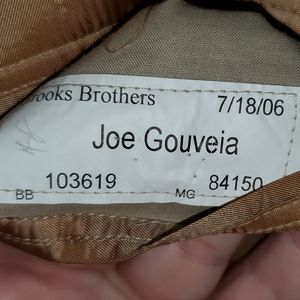 rooks Brothers 7/18/06
Joe Gouveia
103619 84150
BB MG